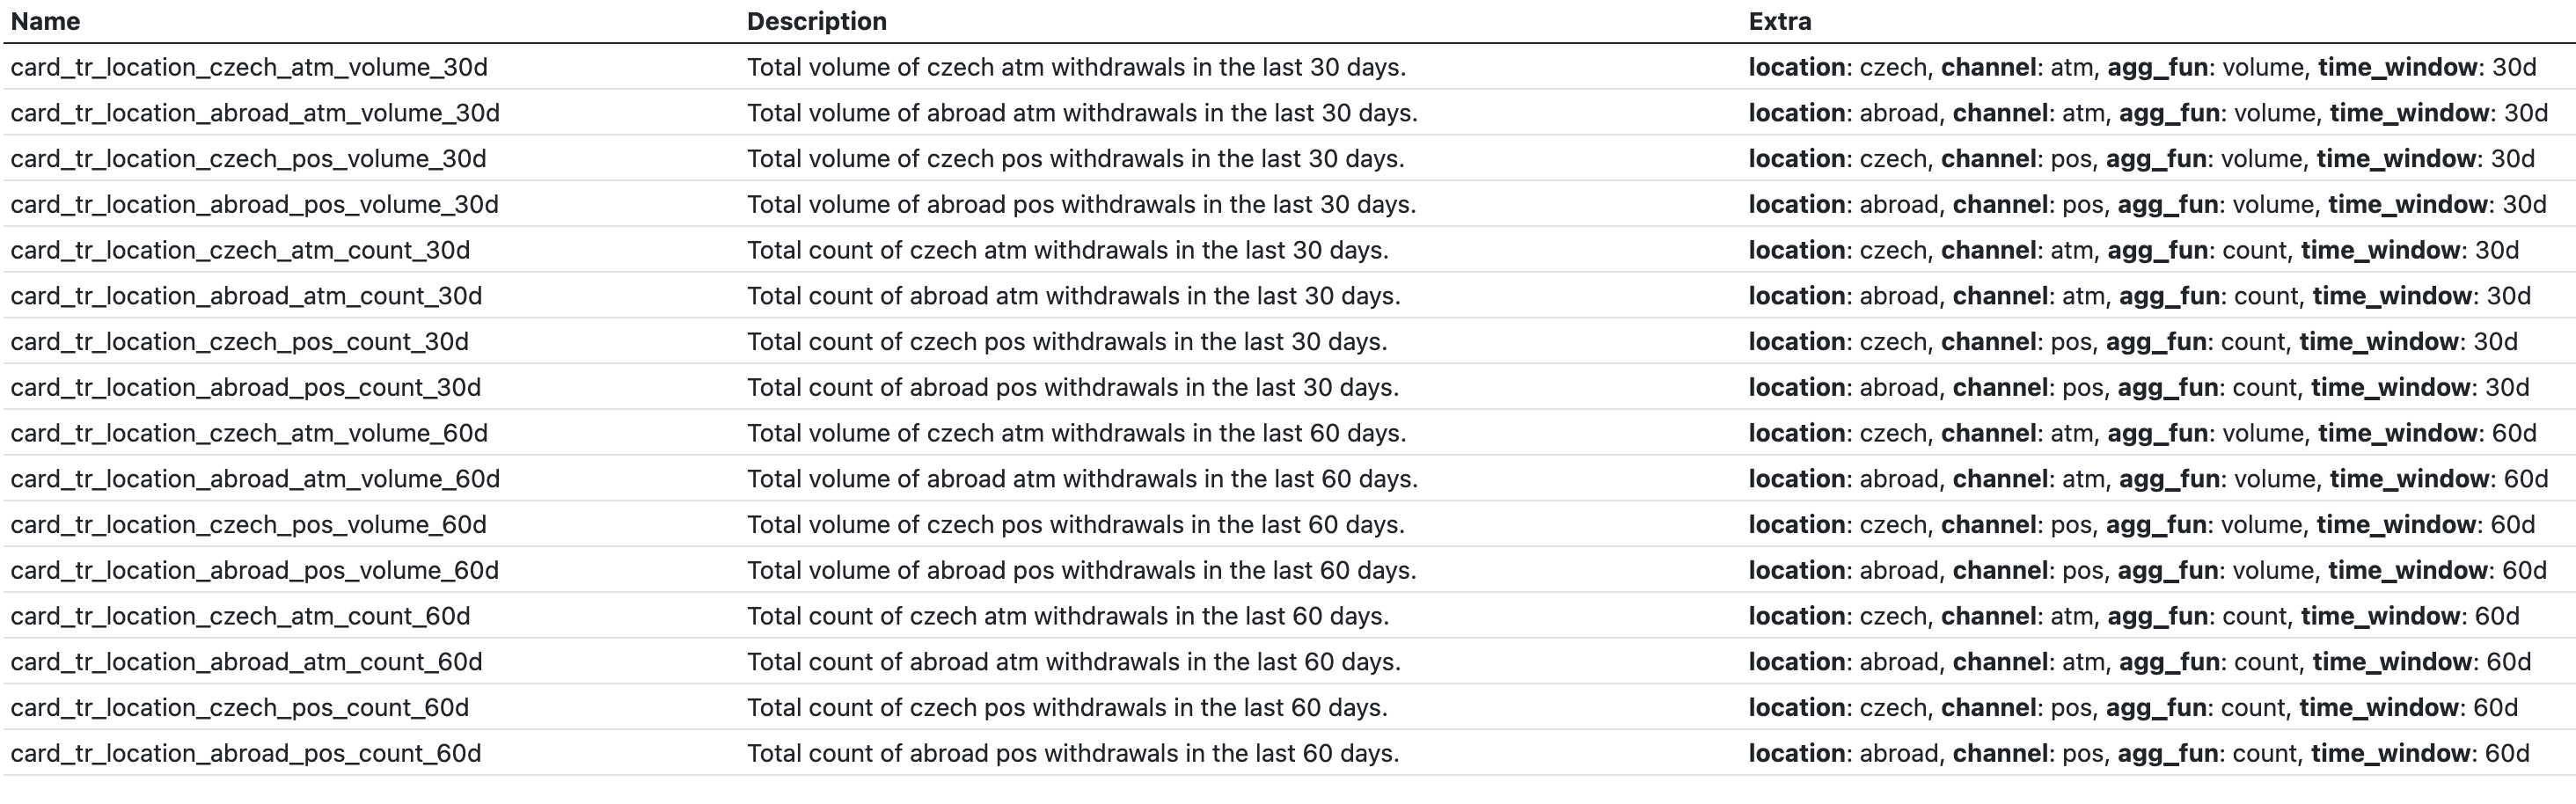 Name Description Extra
card_tr_location_czech_atm_volume_30d Total volume of czech atm withdrawals in the last 30 days. location: czech, channel: atm, agg_fun: volume, time_window: 30d
card_tr_location_abroad_atm_volume_30d Total volume of abroad atm withdrawals in the last 30 days. location: abroad, channel: atm, agg_fun: volume, time_window: 30d
card_tr_location_czech_pos_volume_30d Total volume of czech pos withdrawals in the last 30 days. location: czech, channel: pos, agg_fun: volume, time_window: 30d
card_tr_location_abroad_pos_volume_30d Total volume of abroad pos withdrawals in the last 30 days. location: abroad, channel: pos, agg_fun: volume, time_window: 30d
card_tr_location_czech_atm_count_30d Total count of czech atm withdrawals in the last 30 days. location: czech, channel: atm, agg_fun: count, time_window: 30d
card_tr_location_abroad_atm_count_30d Total count of abroad atm withdrawals in the last 30 days. location: abroad, channel: atm, agg_fun: count, time_window: 30d
card_tr_location_czech_pos_count_30d Total count of czech pos withdrawals in the last 30 days. location: czech, channel: pos, agg_fun: count, time_window: 30d
card_tr_location_abroad_pos_count_30d Total count of abroad pos withdrawals in the last 30 days. location: abroad, channel: pos, agg_fun: count, time_window: 30d
card_tr_location_czech_atm_volume_60d Total volume of czech atm withdrawals in the last 60 days. location: czech, channel: atm, agg_fun: volume, time_window: 60d
card_tr_location_abroad_atm_volume_60d Total volume of abroad atm withdrawals in the last 60 days. location: abroad, channel: atm, agg_fun: volume, time_window: 60d
card_tr_location_czech_pos_volume_60d Total volume of czech pos withdrawals in the last 60 days. location: czech, channel: pos, agg_fun: volume, time_window: 60d
card_tr_location_abroad_pos_volume_60d Total volume of abroad pos withdrawals in the last 60 days. location: abroad, channel: pos, agg_fun: volume, time_window: 60d
card_tr_location_czech_atm_count_60d Total count of czech atm withdrawals in the last 60 days. location: czech, channel: atm, agg_fun: count, time_window: 60d
card_tr_location_abroad_atm_count_60d Total count of abroad atm withdrawals in the last 60 days. location: abroad, channel: atm, agg_fun: count, time_window: 60d
card_tr_location_czech_pos_count_60d Total count of czech pos withdrawals in the last 60 days. location: czech, channel: pos, agg_fun: count, time_window: 60d
card_tr_location_abroad_pos_count_60d Total count of abroad pos withdrawals in the last 60 days. location: abroad, channel: pos, agg_fun: count, time_window: 60d